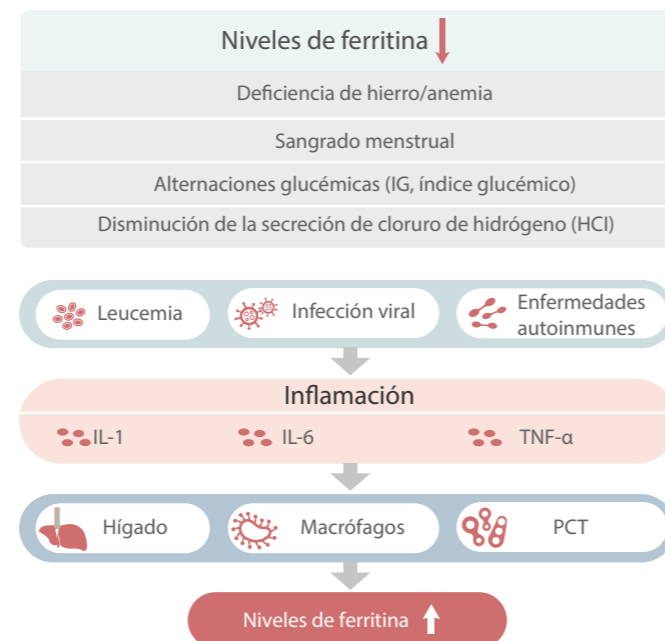 Niveles de ferritina
Deficiencia de hierro/anemia
Sangrado menstrual
Alternaciones glucémicas (IG, índice glucémico)
Disminución de la secreción de cloruro de hidrógeno (HCI)
Leucemia
Infección viral
Enfermedades
autoinmunes
Inflamación
IL-1
IL-6
TNF-α
Hígado
Macrófagos
PCT
Niveles de ferritina